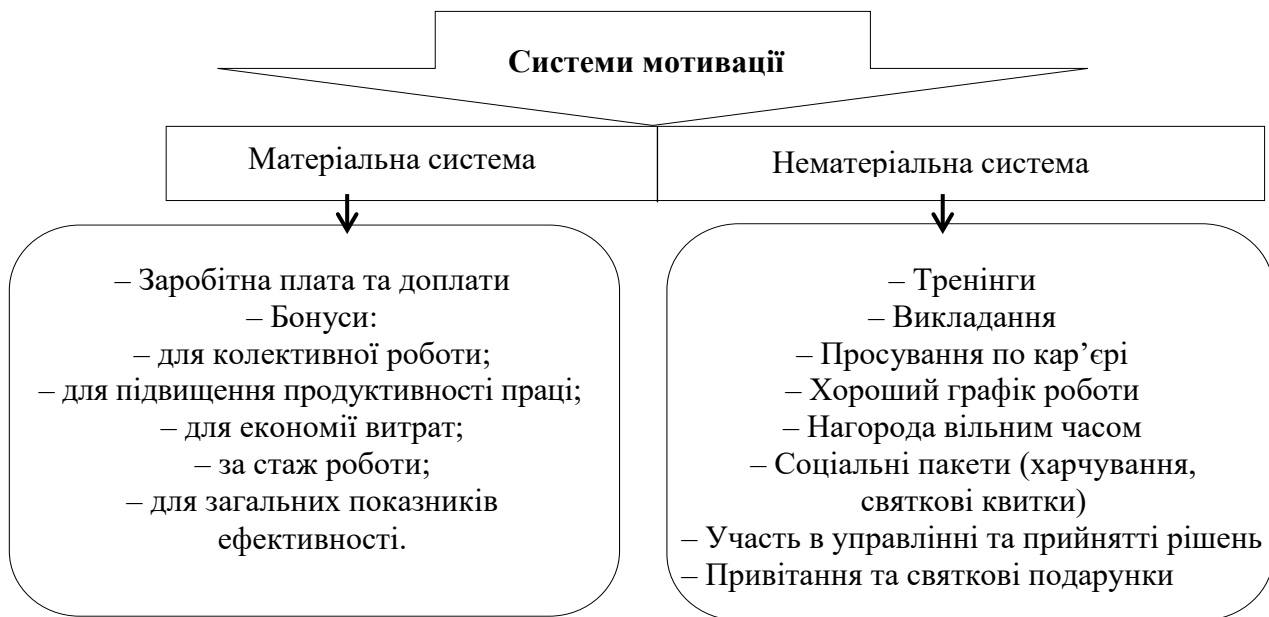 Системи мотивації
Матеріальна система
Нематеріальна система
– Заробітна плата та доплати
– Бонуси:
– для колективної роботи;
– для підвищення продуктивності праці;
– для економії витрат;
– за стаж роботи;
– для загальних показників
ефективності.
– Тренінги
– Викладання
– Просування по кар’єрі
– Хороший графік роботи
– Нагорода вільним часом
– Соціальні пакети (харчування,
святкові квитки)
– Участь в управлінні та прийнятті рішень
– Привітання та святкові подарунки